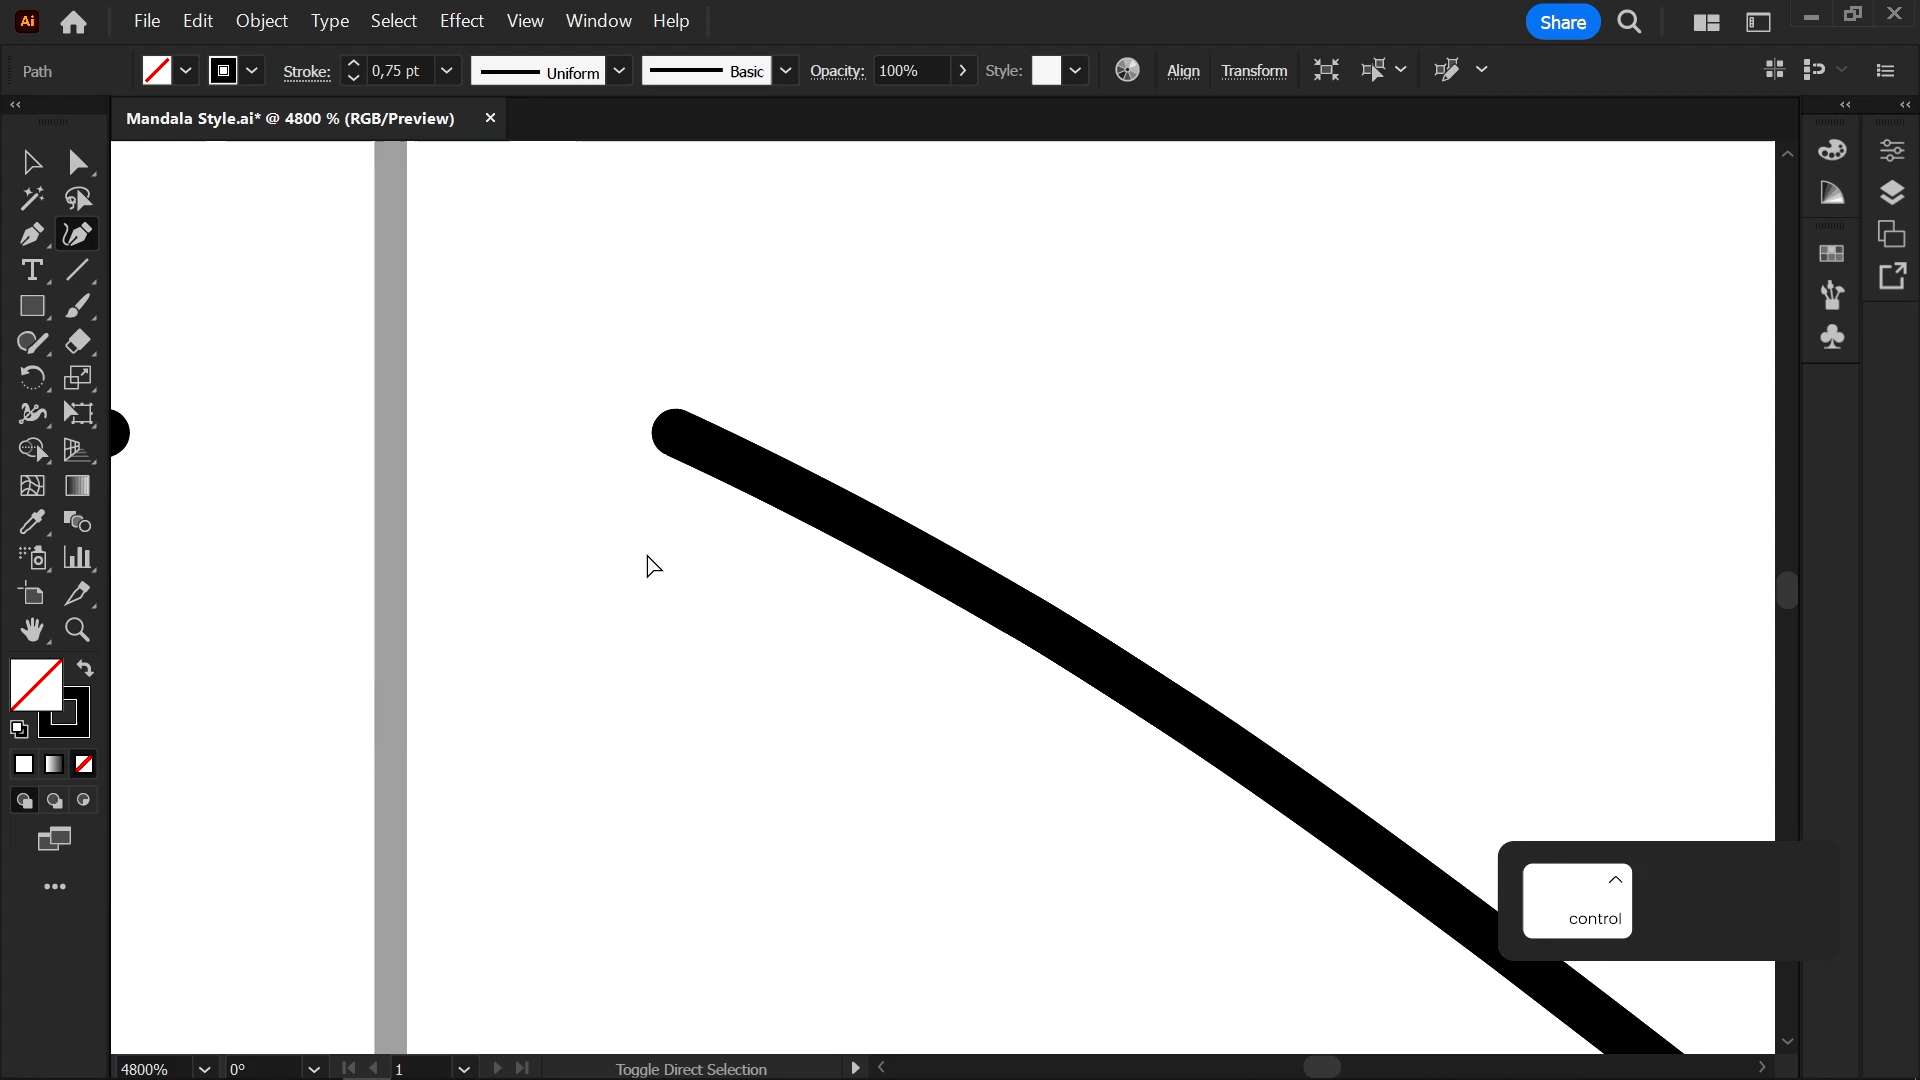 Ai File Edit Object Type Select Effect View Window Help Share
Path Stroke: 0,75 pt Uniform Basic Opacity: 100% Style: Align Transform
Mandala Style.ai* @ 4800 % (RGB/Preview)
T
control
4800% 0° 1 Toggle Direct Selection